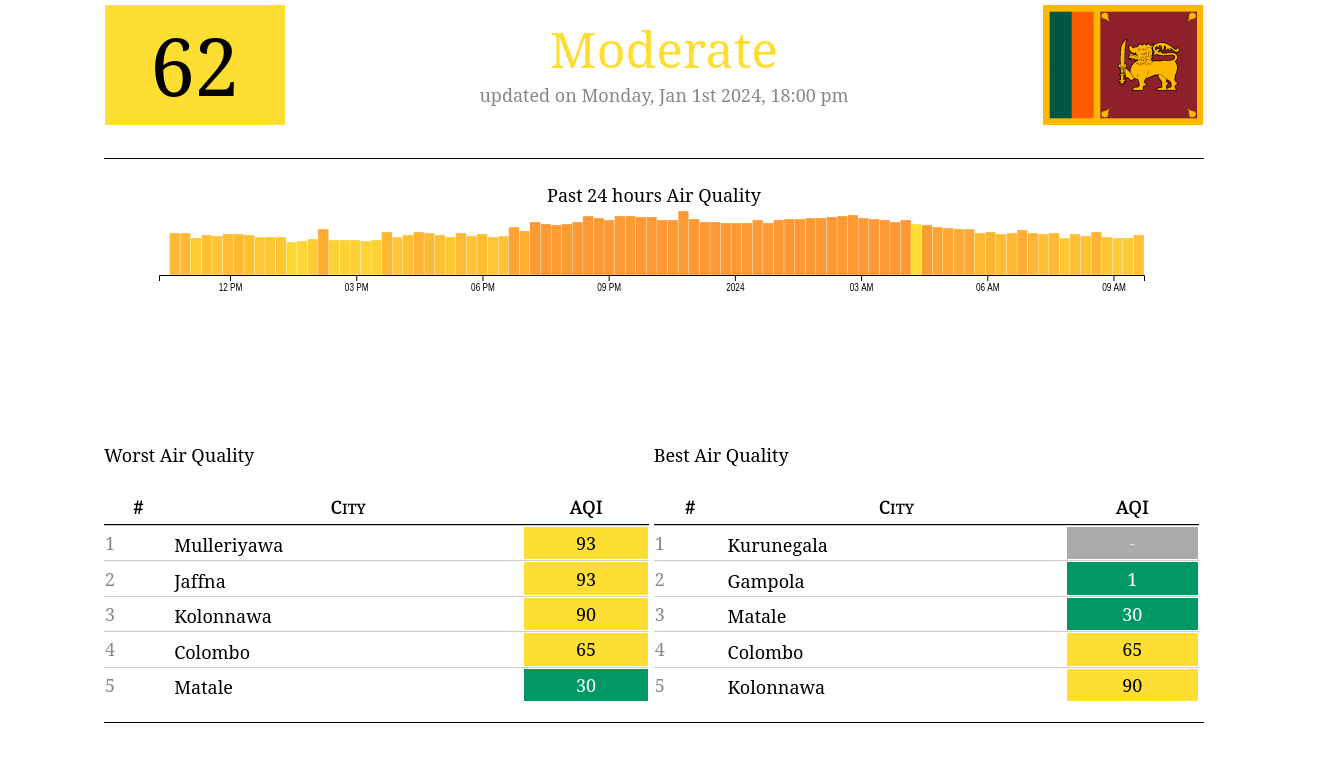 62
Moderate
updated on Monday, Jan 1st 2024, 18:00 pm
Past 24 hours Air Quality
12 PM 03 PM 06 PM 09 PM 2024 03 AM 06 AM 09 AM
Worst Air Quality
# City AQI
1 Mulleriyawa 93
2 Jaffna 93
3 Kolonnawa 90
4 Colombo 65
5 Matale 30
Best Air Quality
# City AQI
1 Kurunegala -
2 Gampola 1
3 Matale 30
4 Colombo 65
5 Kolonnawa 90